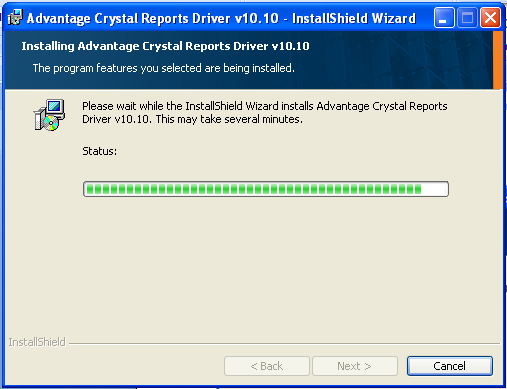 Advantage Crystal Reports Driver v10.10 - InstallShield Wizard
Installing Advantage Crystal Reports Driver v10.10
The program features you selected are being installed.
Please wait while the InstallShield Wizard installs Advantage Crystal Reports
Driver v10.10. This may take several minutes.
Status:
InstallShield
< Back
Next >
Cancel